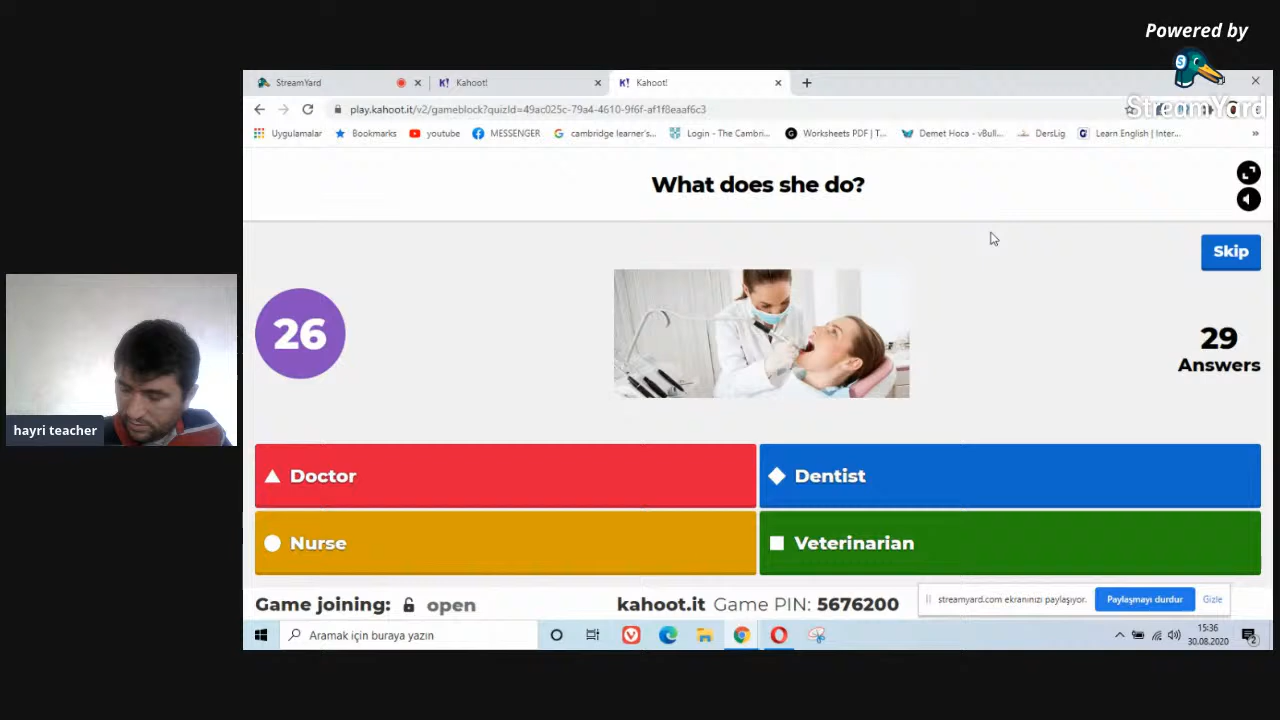 Powered by
StreamYard
StreamYard
Kahoot!
Kahoot!
play.kahoot.it/v2/gameblock?quizId=49ac025c-79a4-4610-9f6f-af1f8eaaf6c3
Uygulamalar
Bookmarks
youtube
MESSENGER
cambridge learner's...
Login - The Cambri...
Worksheets PDF | T...
Demet Hoca - vBull...
DersLig
Learn English | Inter...
»
What does she do?
Skip
26
29
Answers
hayri teacher
Doctor
Dentist
Nurse
Veterinarian
Game joining: open
kahoot.it Game PIN: 5676200
streamyard.com ekranınızı paylaşıyor.
Paylaşmayı durdur
Gizle
Aramak için buraya yazın
15:36
30.08.2020
2